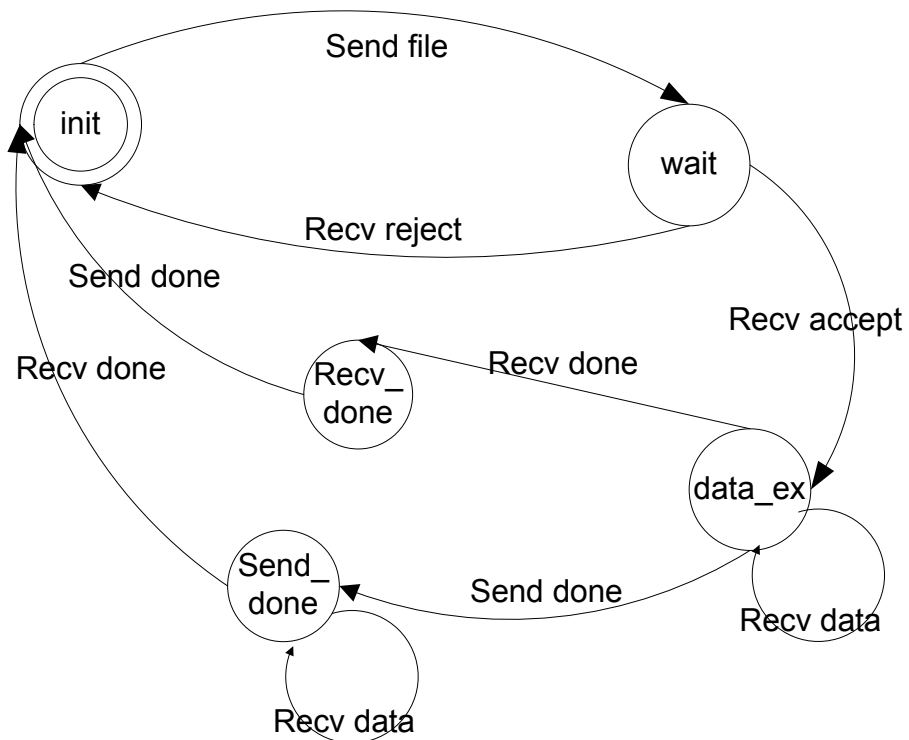 Send file
init
wait
Recv reject
Send done
Recv accept
Recv done
Recv done
Recv_
done
data_ex
Send_
done
Send done
Recv data
Recv data